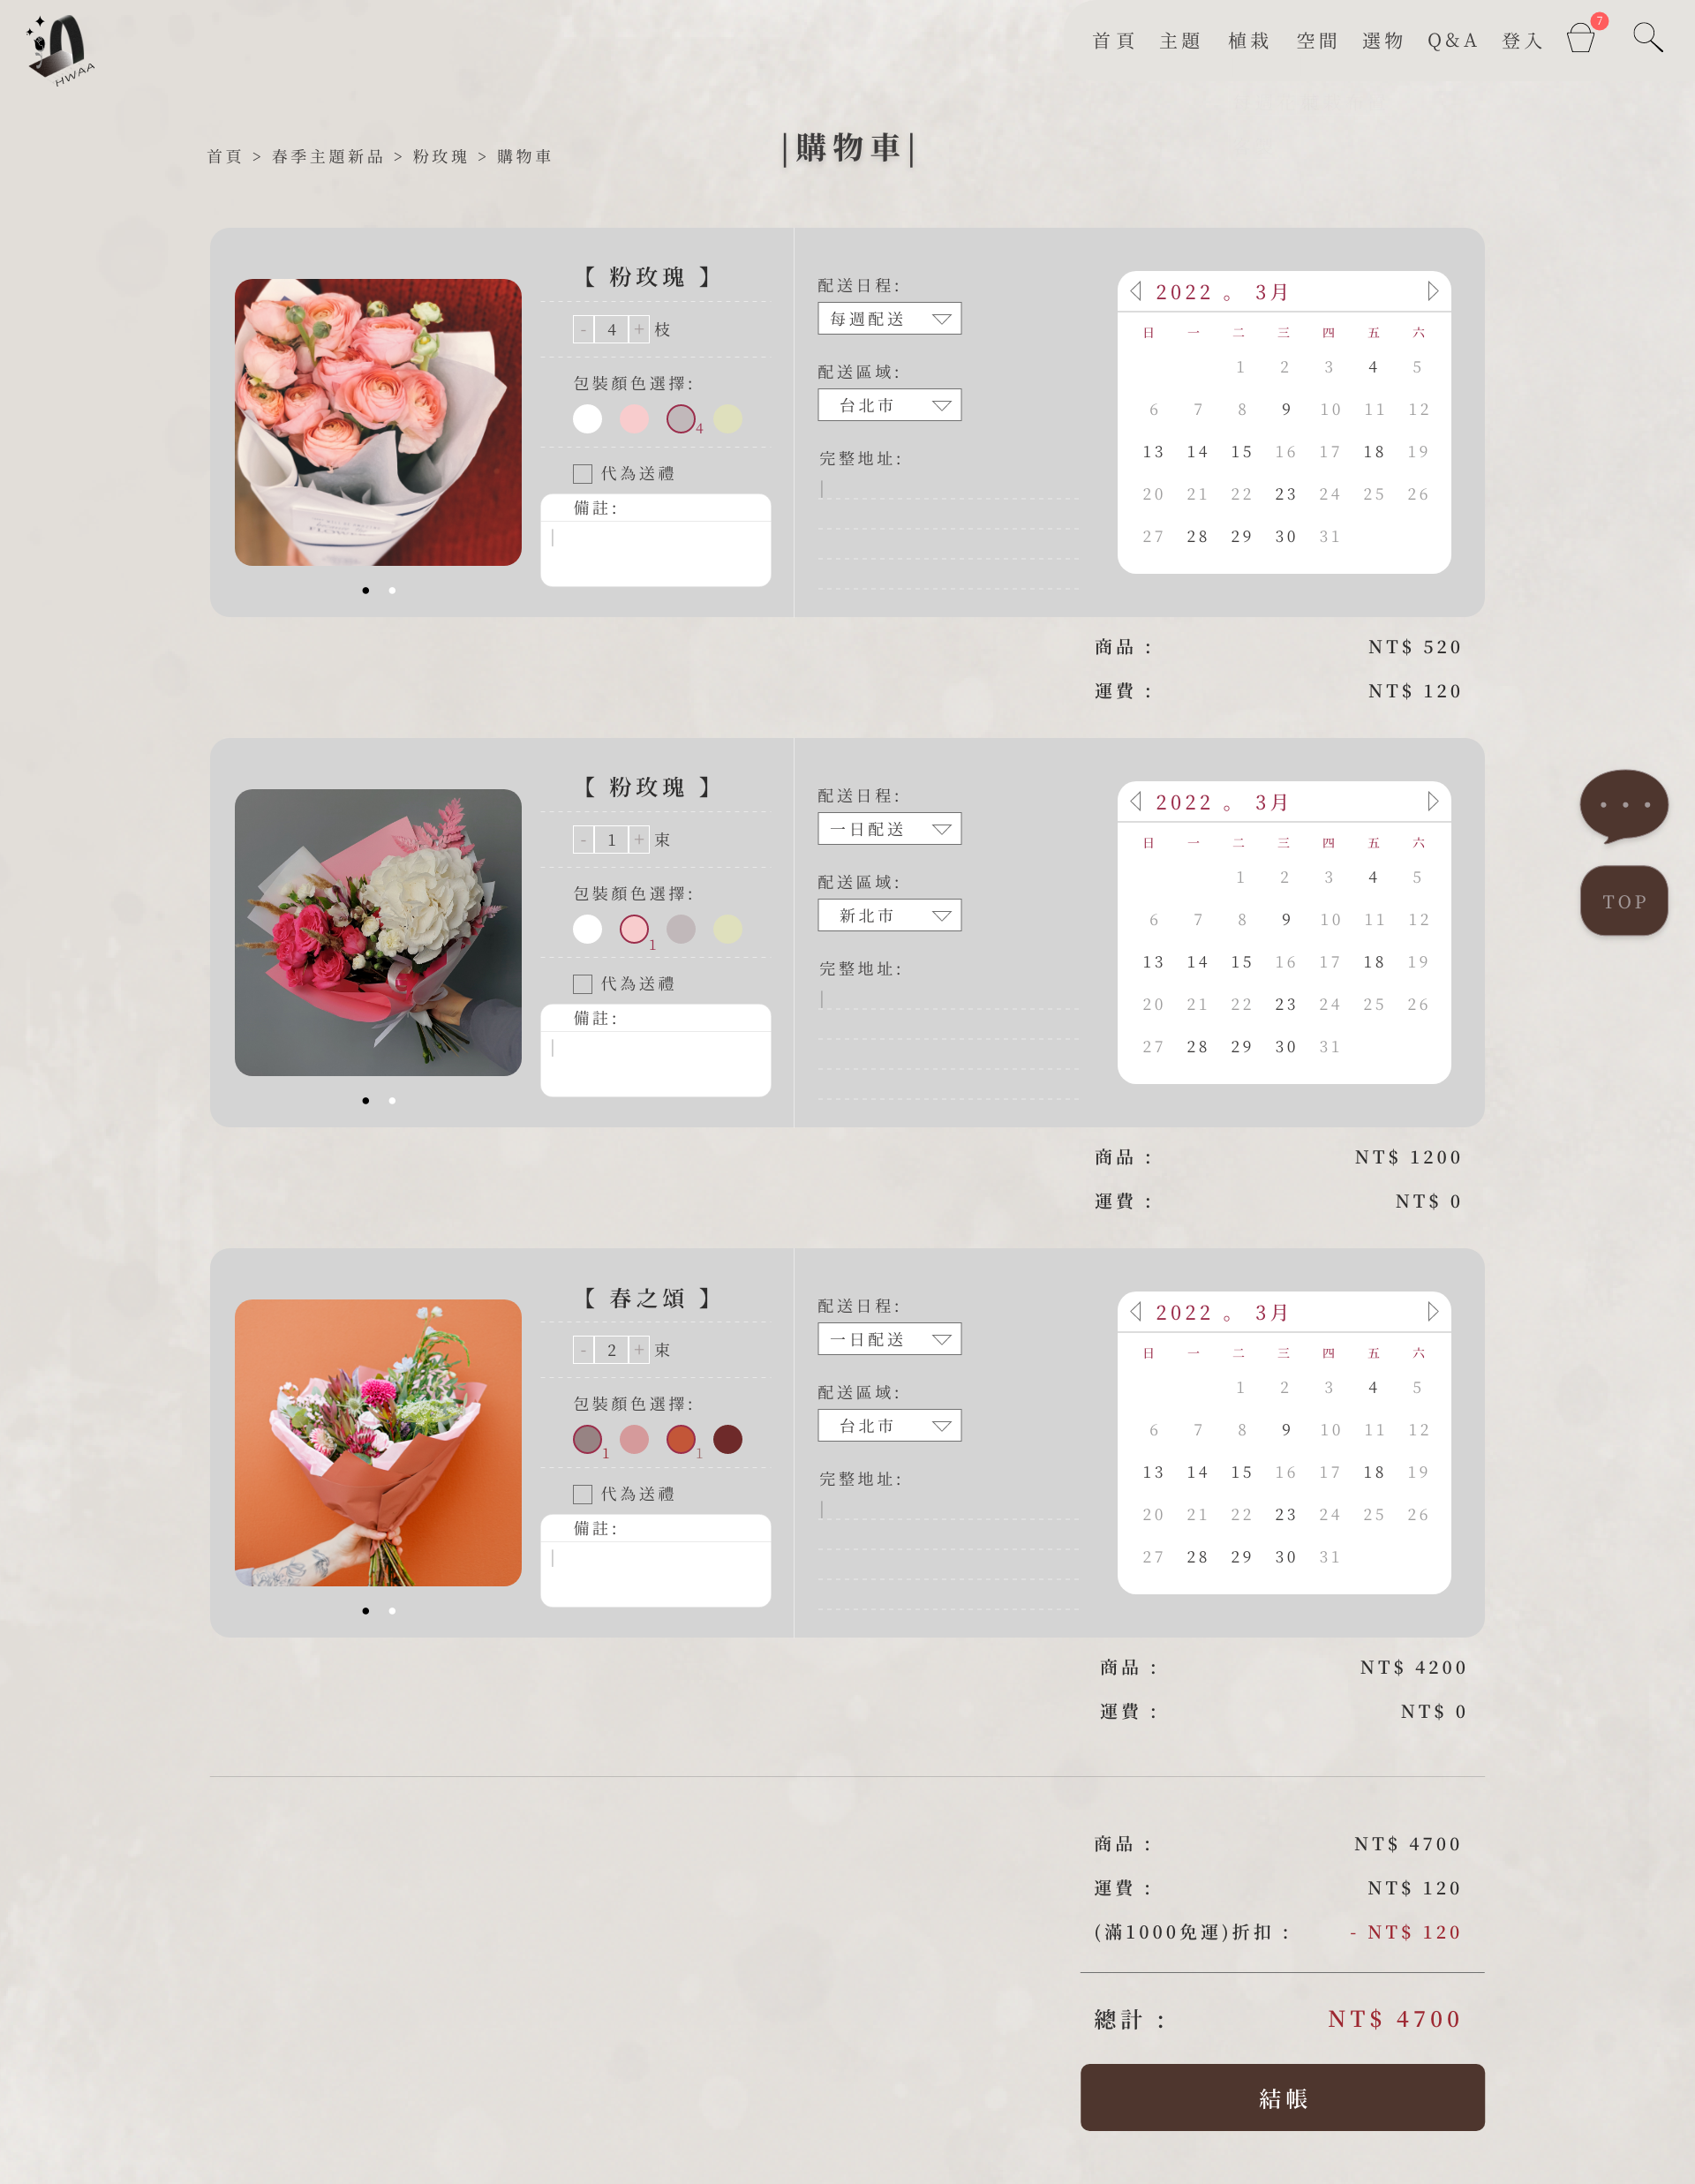 HWAA
首頁 主題 植栽 空間 選物 Q&A 登入 7
首頁 > 春季主題新品 > 粉玫瑰 > 購物車
|購物車|
【 粉玫瑰 】
- 4 + 枝
包裝顏色選擇:
4
代為送禮
備註:
配送日程:
每週配送
配送區域:
台北市
完整地址:
2022 。 3月
日 一 二 三 四 五 六
1 2 3 4 5
6 7 8 9 10 11 12
13 14 15 16 17 18 19
20 21 22 23 24 25 26
27 28 29 30 31
商品 : NT$ 520
運費 : NT$ 120
【 粉玫瑰 】
- 1 + 束
包裝顏色選擇:
1
代為送禮
備註:
配送日程:
一日配送
配送區域:
新北市
完整地址:
2022 。 3月
日 一 二 三 四 五 六
1 2 3 4 5
6 7 8 9 10 11 12
13 14 15 16 17 18 19
20 21 22 23 24 25 26
27 28 29 30 31
TOP
商品 : NT$ 1200
運費 : NT$ 0
【 春之頌 】
- 2 + 束
包裝顏色選擇:
1 1
代為送禮
備註:
配送日程:
一日配送
配送區域:
台北市
完整地址:
2022 。 3月
日 一 二 三 四 五 六
1 2 3 4 5
6 7 8 9 10 11 12
13 14 15 16 17 18 19
20 21 22 23 24 25 26
27 28 29 30 31
商品 : NT$ 4200
運費 : NT$ 0
商品 : NT$ 4700
運費 : NT$ 120
(滿1000免運)折扣 : - NT$ 120
總計 : NT$ 4700
結帳